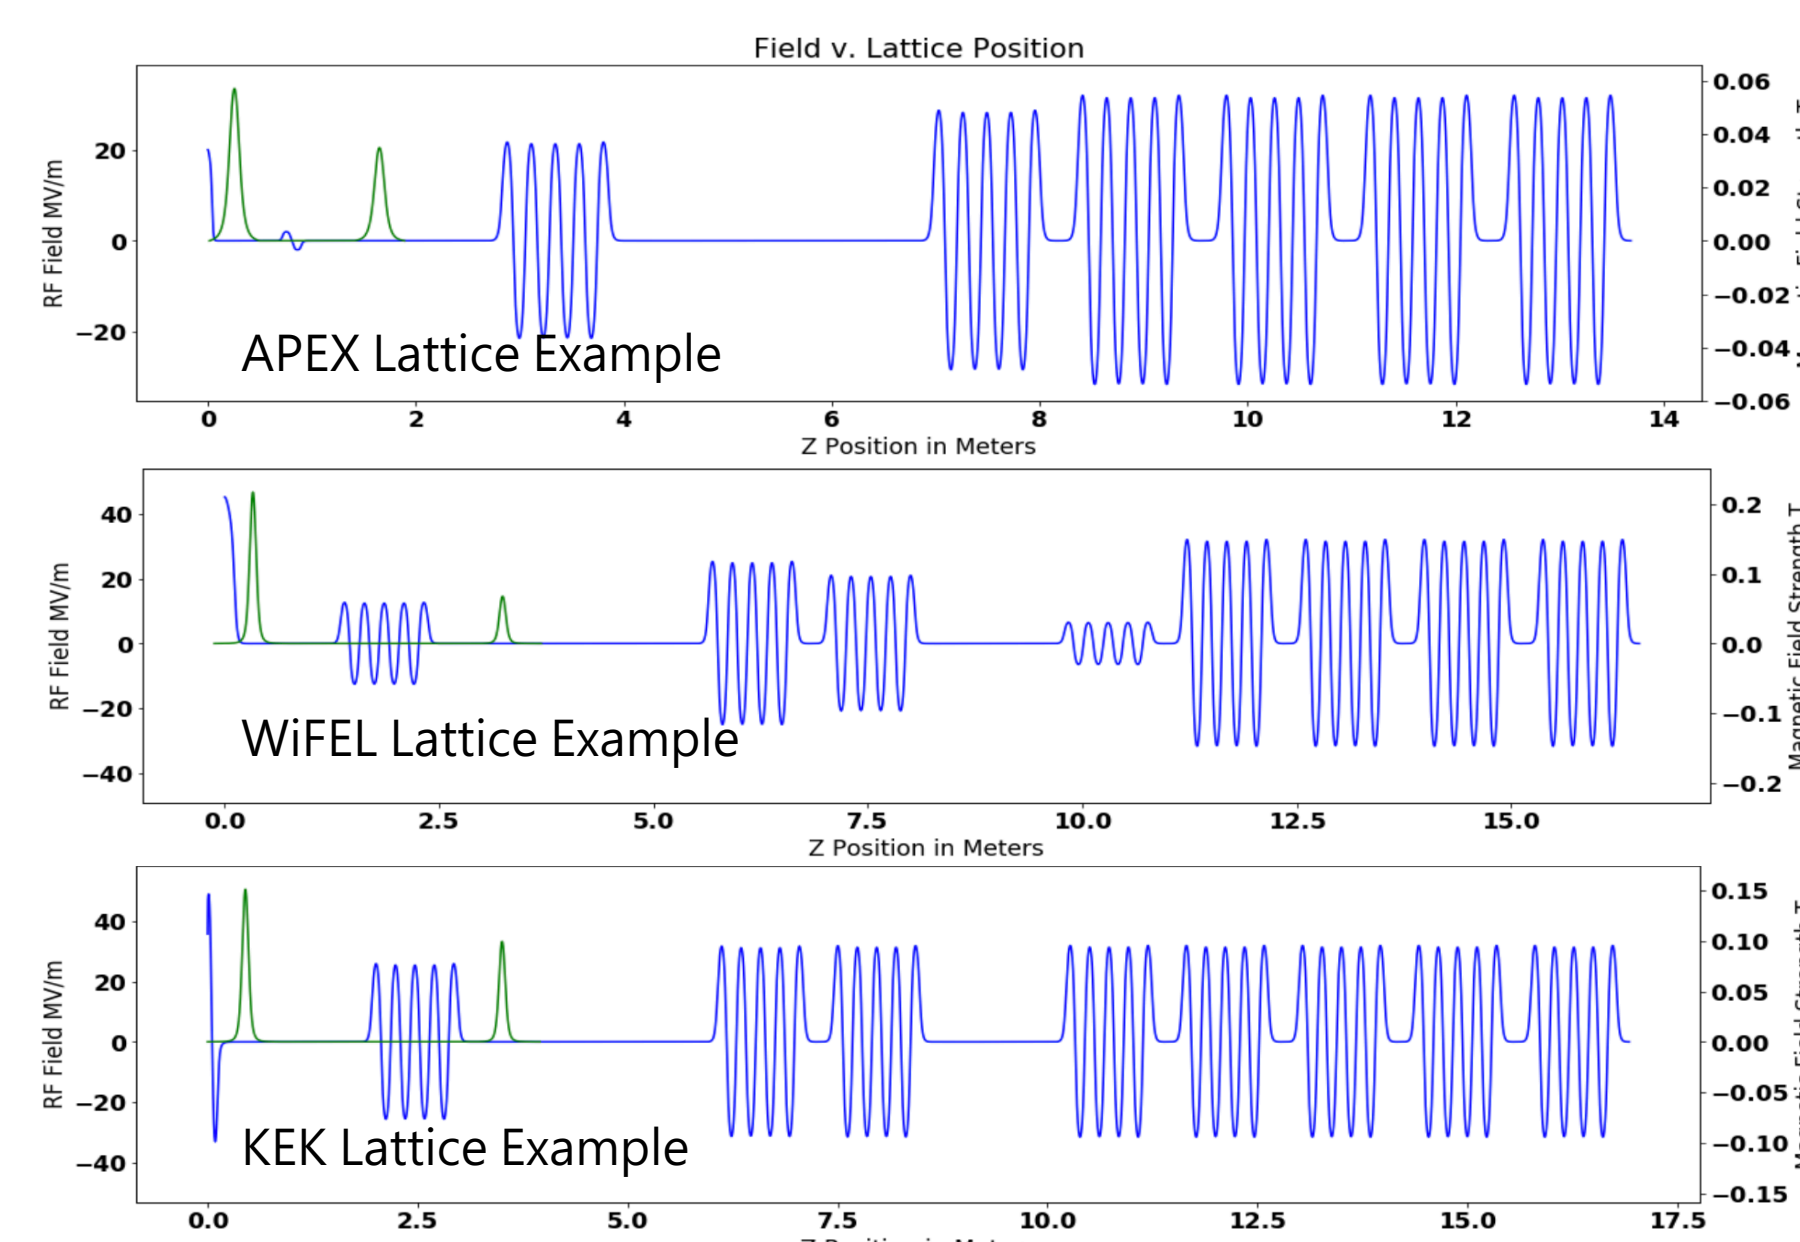 Field v. Lattice Position
RF Field MV/m
20
0
−20
0.06
0.04
0.02
0.00
−0.02
−0.04
−0.06
APEX Lattice Example
0 2 4 6 8 10 12 14
Z Position in Meters
RF Field MV/m
40
20
0
−20
−40
0.2
0.1
0.0
−0.1
−0.2
Magnetic Field Strength T
WiFEL Lattice Example
0.0 2.5 5.0 7.5 10.0 12.5 15.0
Z Position in Meters
RF Field MV/m
40
20
0
−20
−40
0.15
0.10
0.05
0.00
−0.05
−0.10
−0.15
KEK Lattice Example
0.0 2.5 5.0 7.5 10.0 12.5 15.0 17.5